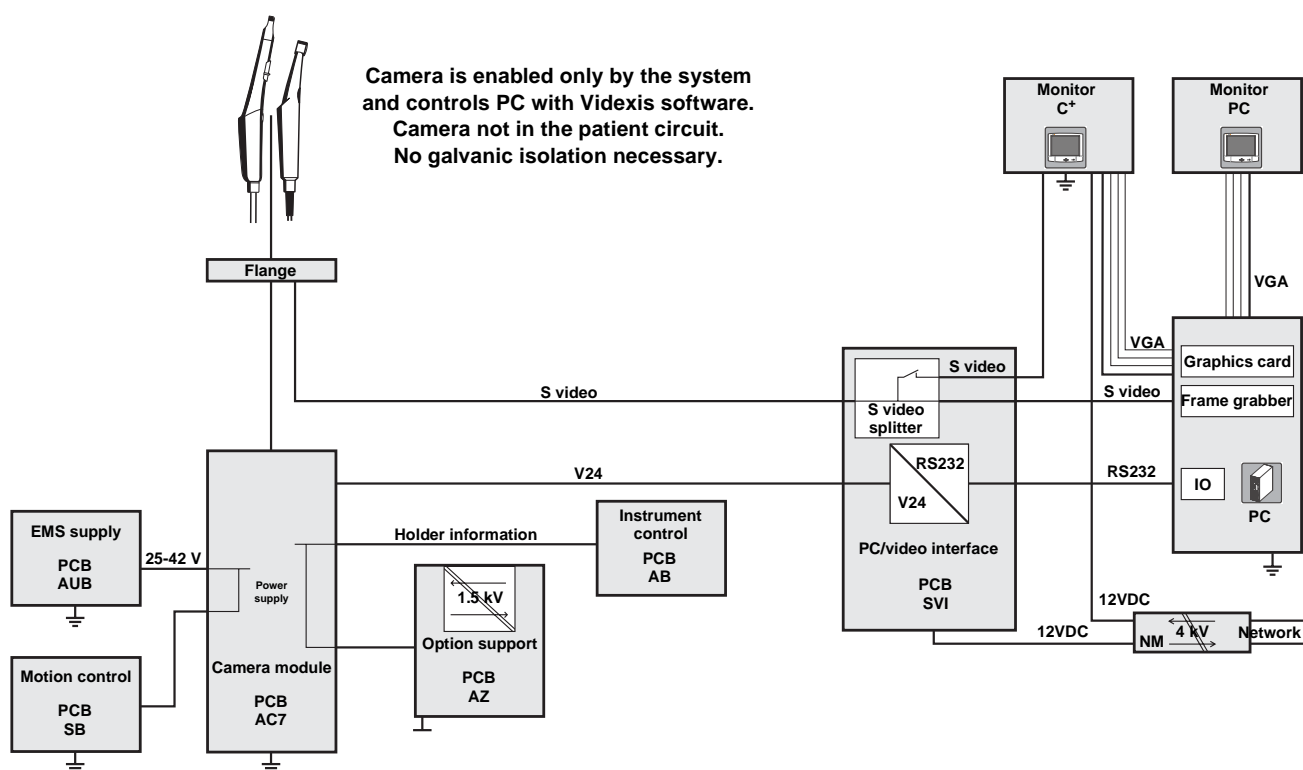 Camera is enabled only by the system
and controls PC with Videxis software.
Camera not in the patient circuit.
No galvanic isolation necessary.
Monitor
C+
Monitor
PC
Flange
VGA
VGA
Graphics card
S video
S video
S video
Frame grabber
S video
splitter
V24
RS232
V24
RS232
IO
PC
EMS supply
PCB
AUB
25-42 V
Holder information
Instrument
control
PCB
AB
PC/video interface
PCB
SVI
Power
supply
1.5 kV
Option support
PCB
AZ
12VDC
12VDC
NM
4 kV
Network
Motion control
PCB
SB
Camera module
PCB
AC7